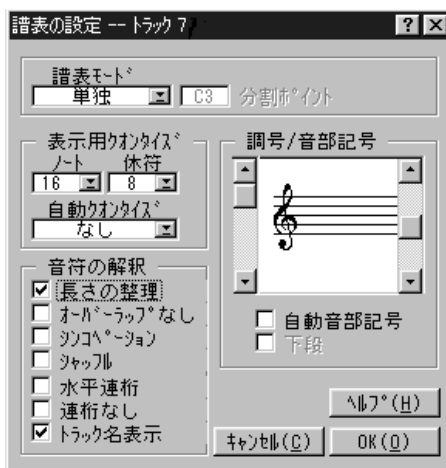 譜表の設定 -- トラック 7
譜表モード
単独 C3 分割ポイント
表示用クオンタイズ
ノート 休符
16 8
自動クオンタイズ
なし
調号/音部記号
自動音部記号
下段
音符の解釈
長さの整理
オーバーラップなし
シンコペーション
シャッフル
水平連桁
連桁なし
トラック名表示
ヘルプ(H)
キャンセル(C) OK(O)